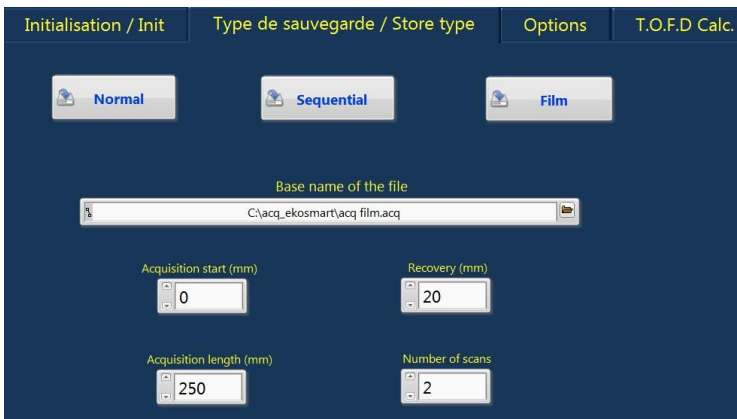 Initialisation / Init Type de sauvegarde / Store type Options T.O.F.D Calc.
Normal Sequential Film
Base name of the file
C:\acq_ekosmart\acq film.acq
Acquisition start (mm) Recovery (mm)
0 20
Acquisition length (mm) Number of scans
250 2